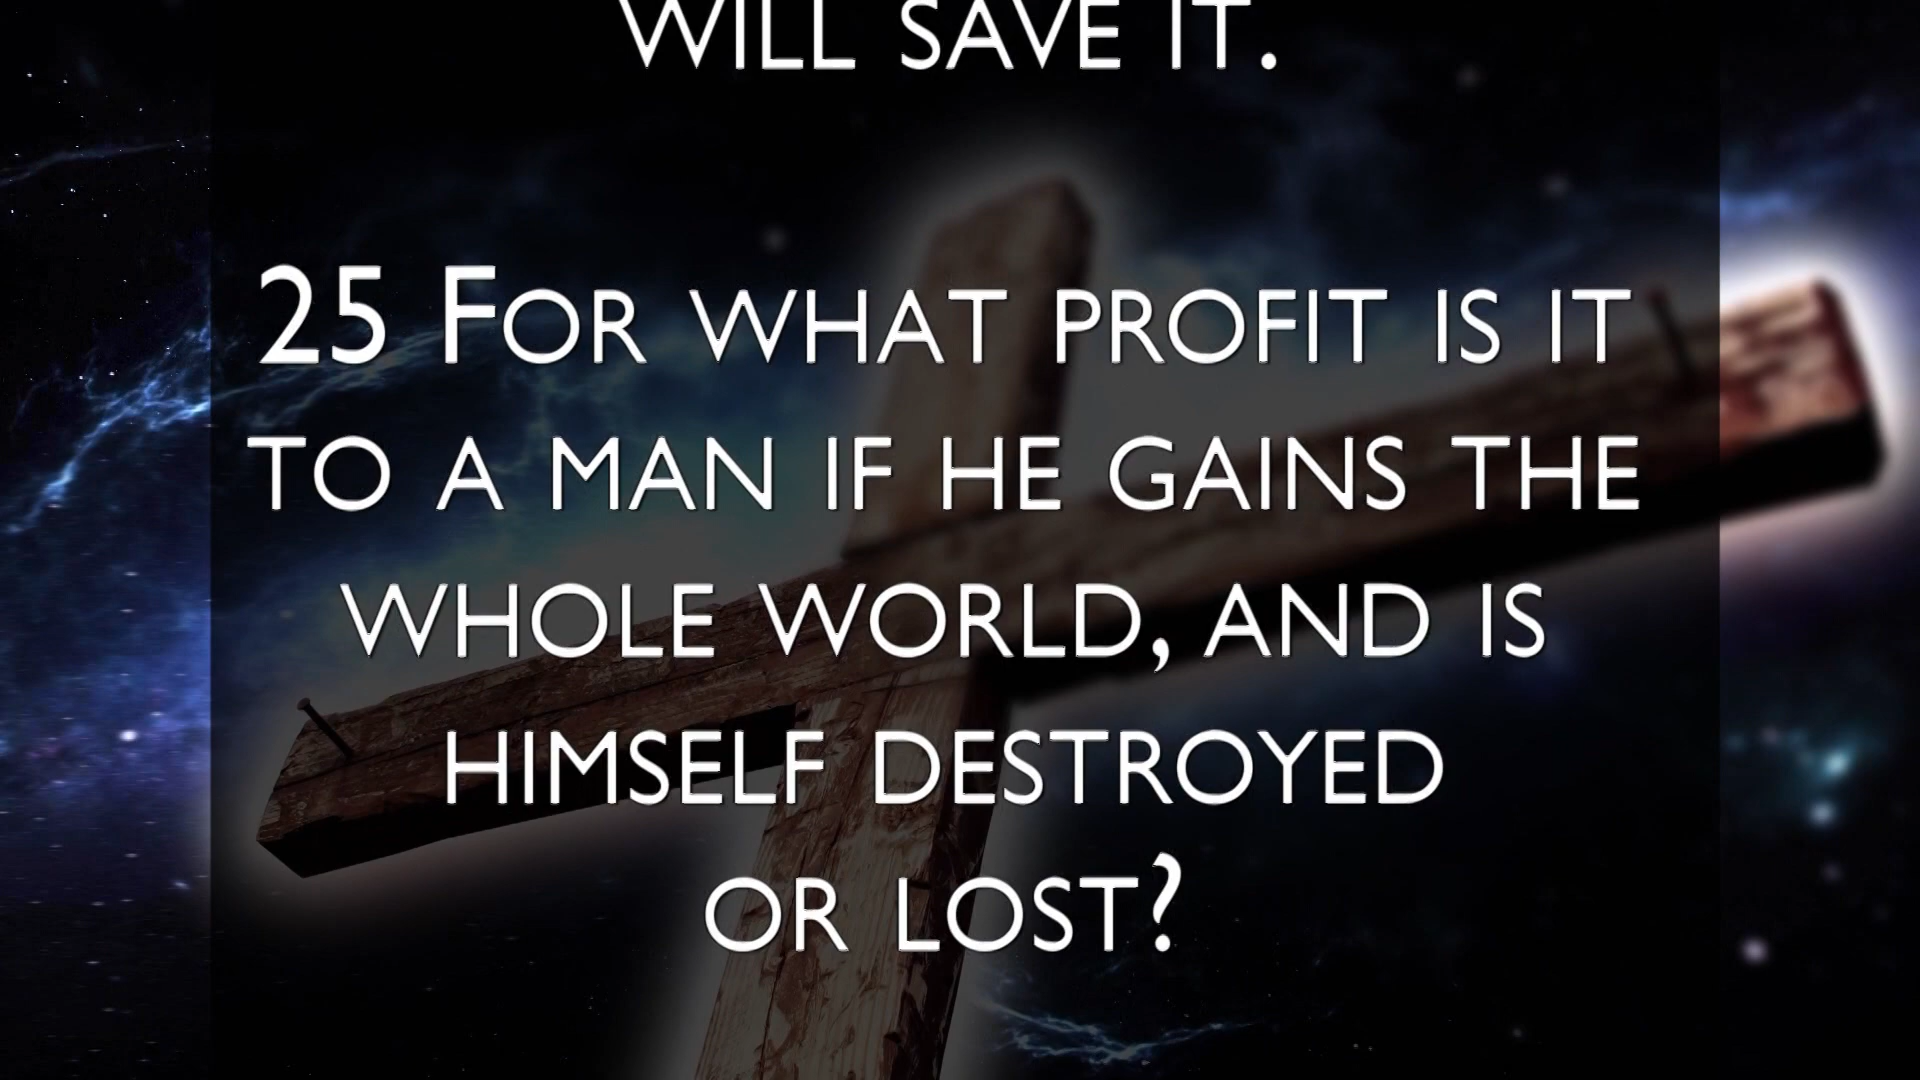 WILL SAVE IT.
25 FOR WHAT PROFIT IS IT
TO A MAN IF HE GAINS THE
WHOLE WORLD, AND IS
HIMSELF DESTROYED
OR LOST?